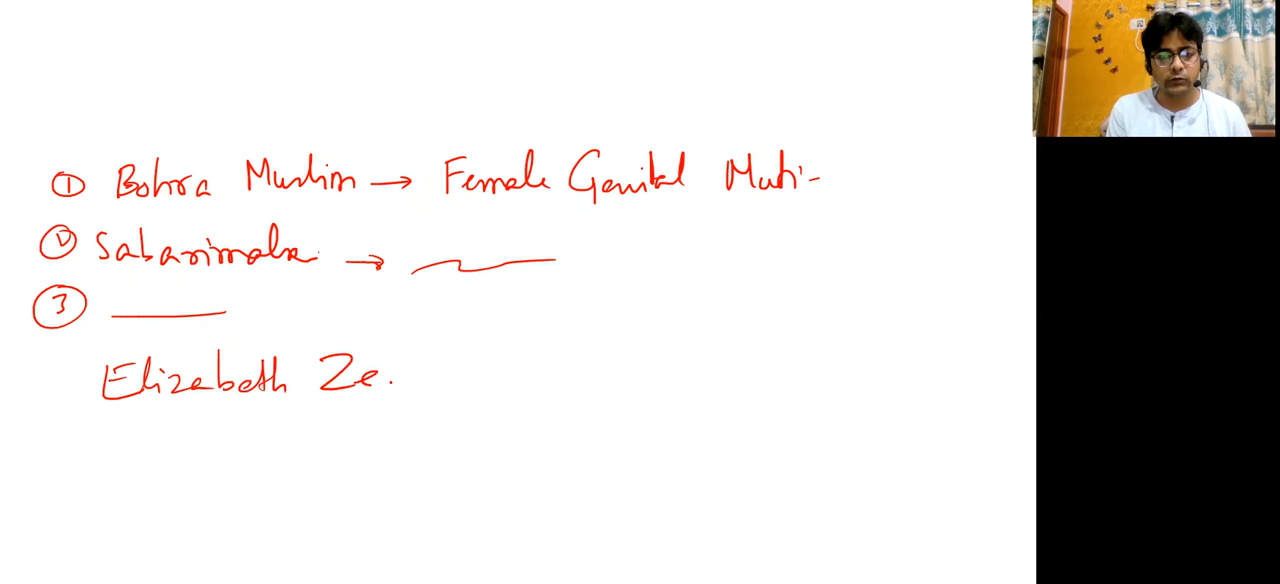 ① Bohra Muslim → Female Genital Muti-
② Sabarimala →
③
Elizabeth Ze.